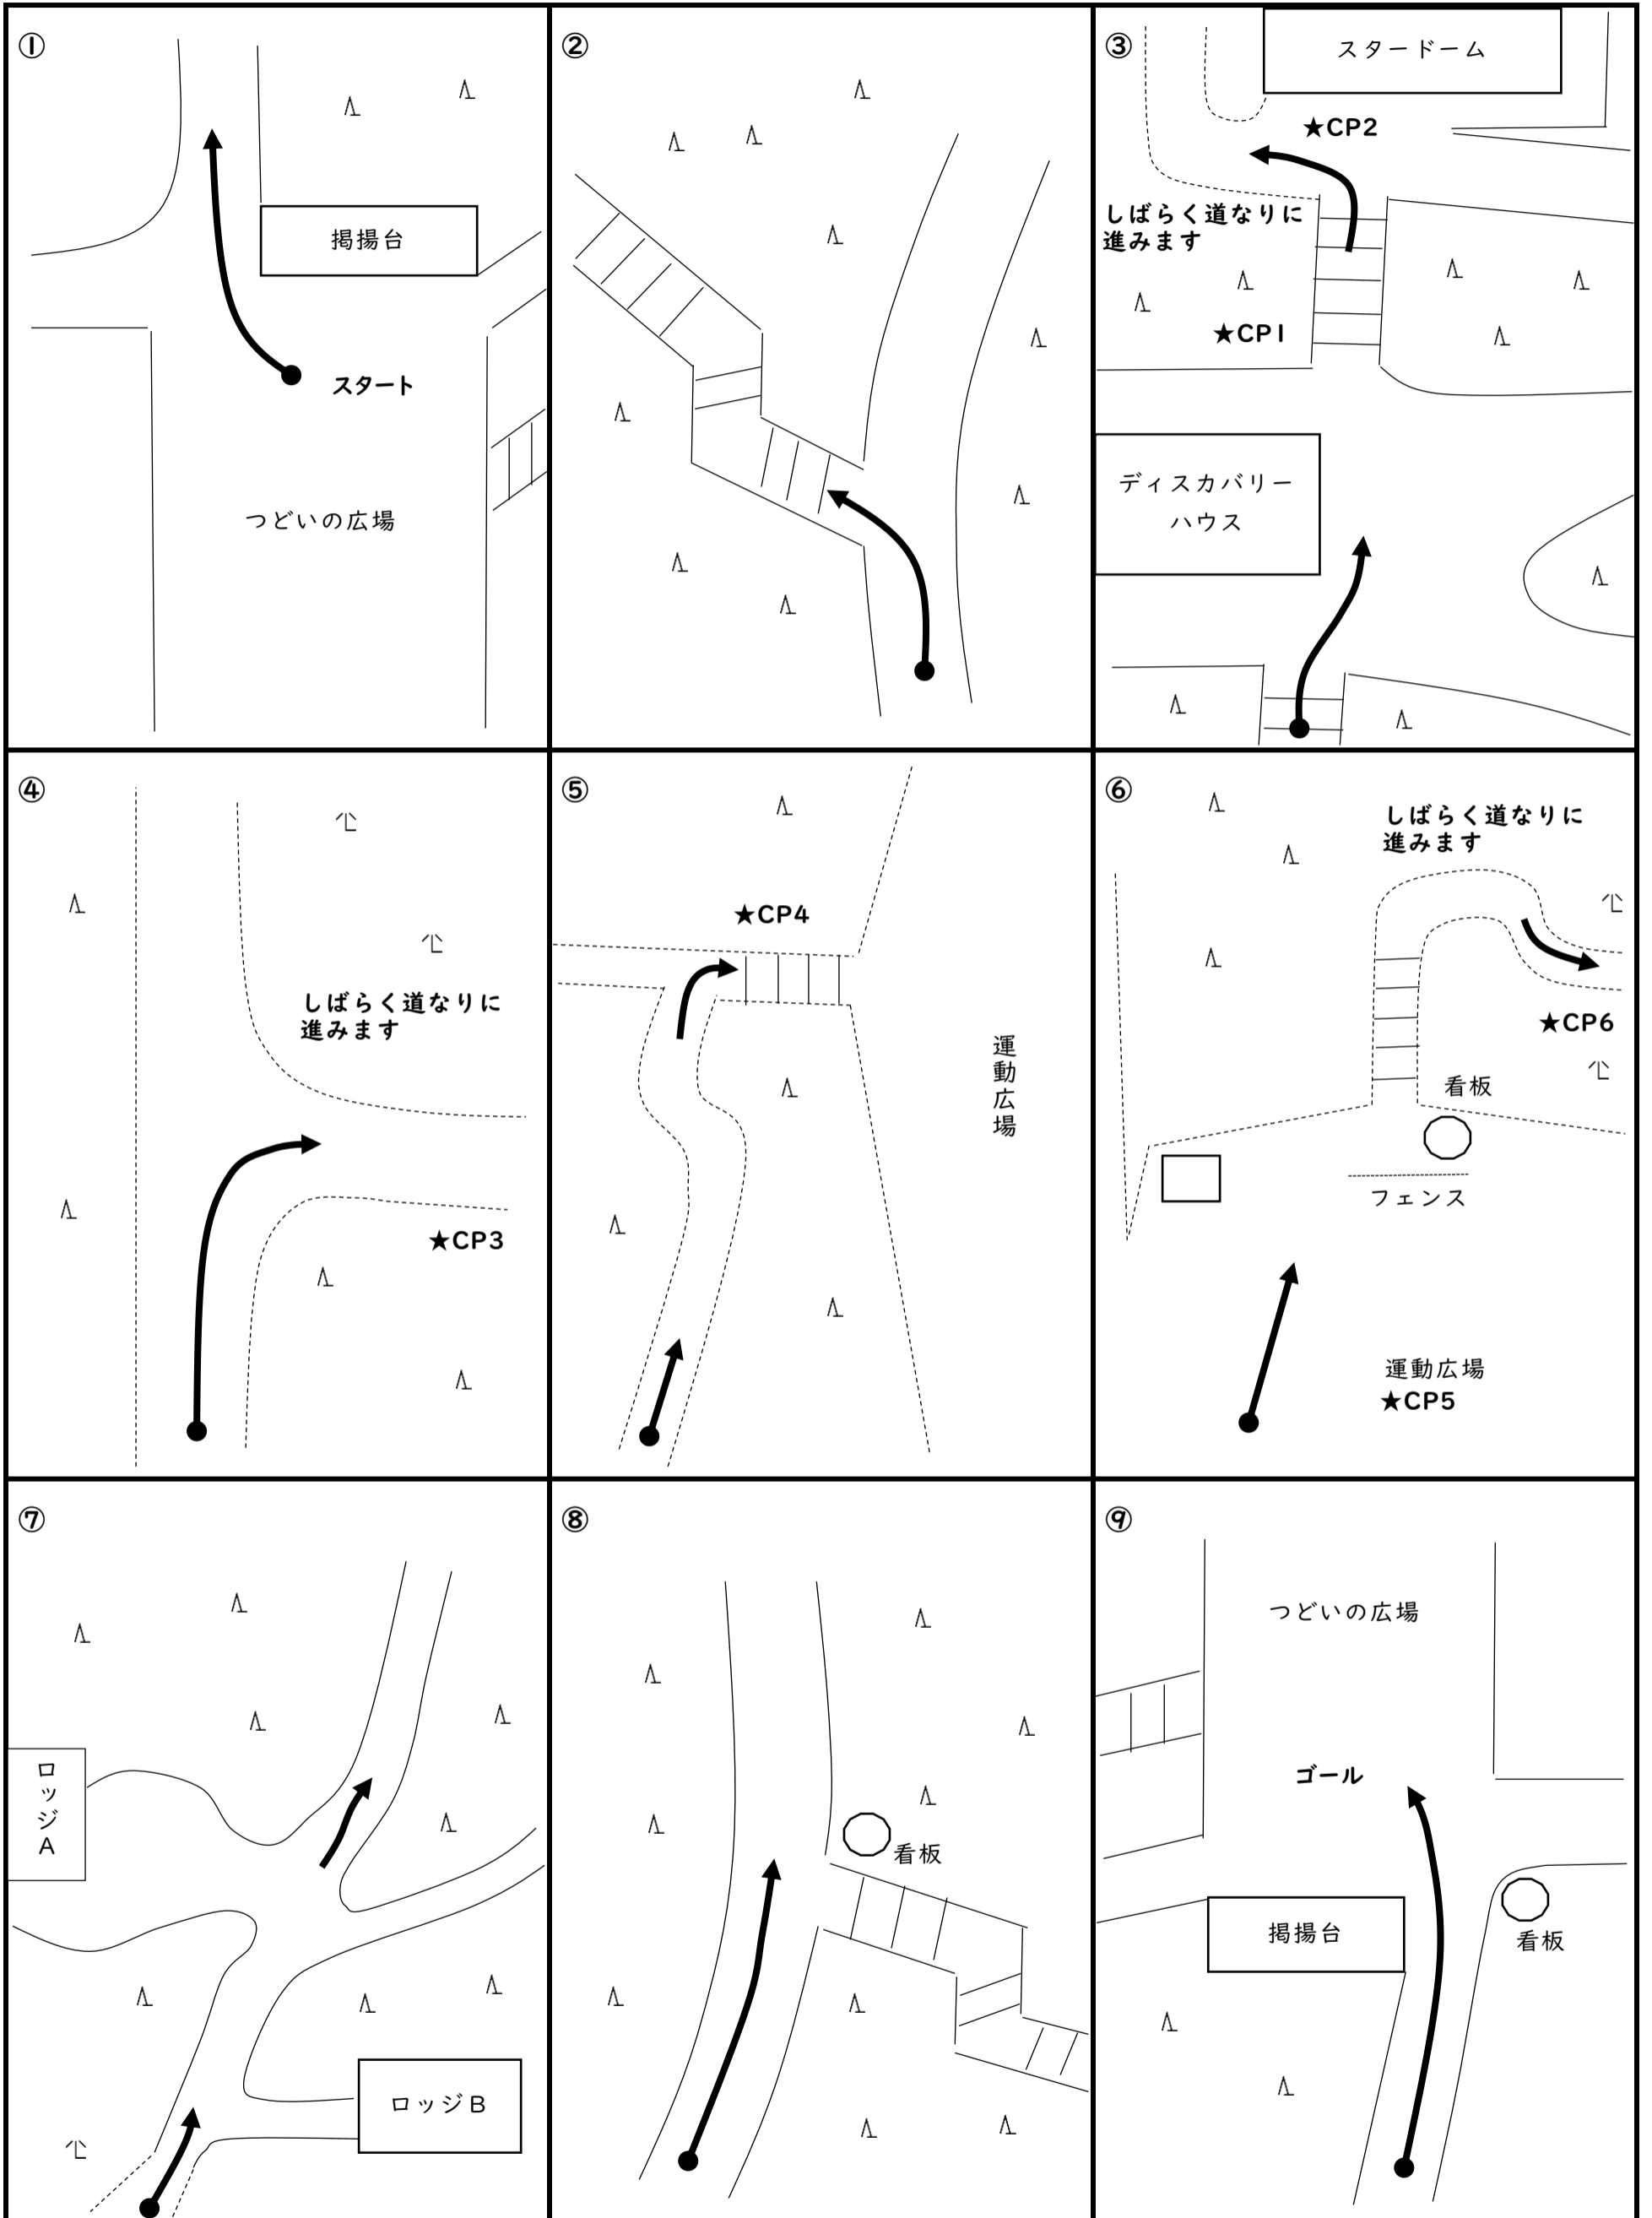 ①
掲揚台
スタート
つどいの広場
②
③
スタードーム
★CP2
しばらく道なりに
進みます
★CP1
ディスカバリー
ハウス
④
しばらく道なりに
進みます
★CP3
⑤
★CP4
運動広場
⑥
しばらく道なりに
進みます
★CP6
看板
フェンス
運動広場
★CP5
⑦
ロッジA
ロッジB
⑧
看板
⑨
つどいの広場
ゴール
掲揚台
看板